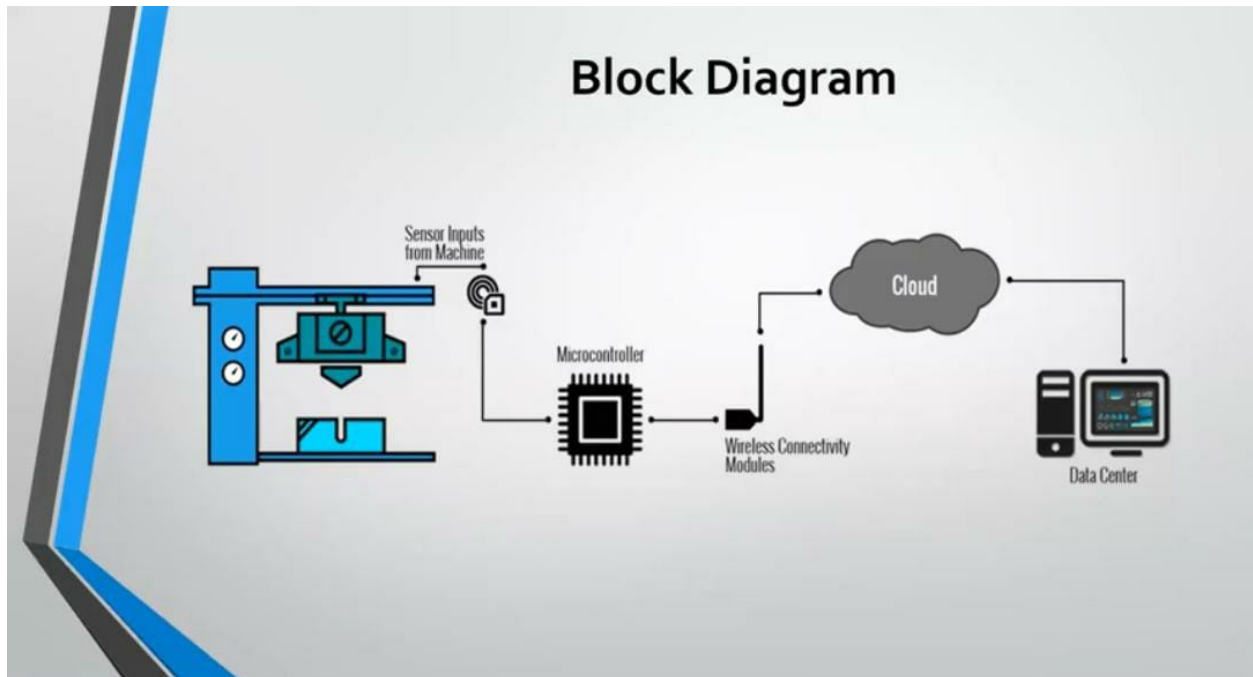 Block Diagram
Sensor Inputs
from Machine
Cloud
Microcontroller
Wireless Connectivity
Modules
Data Center